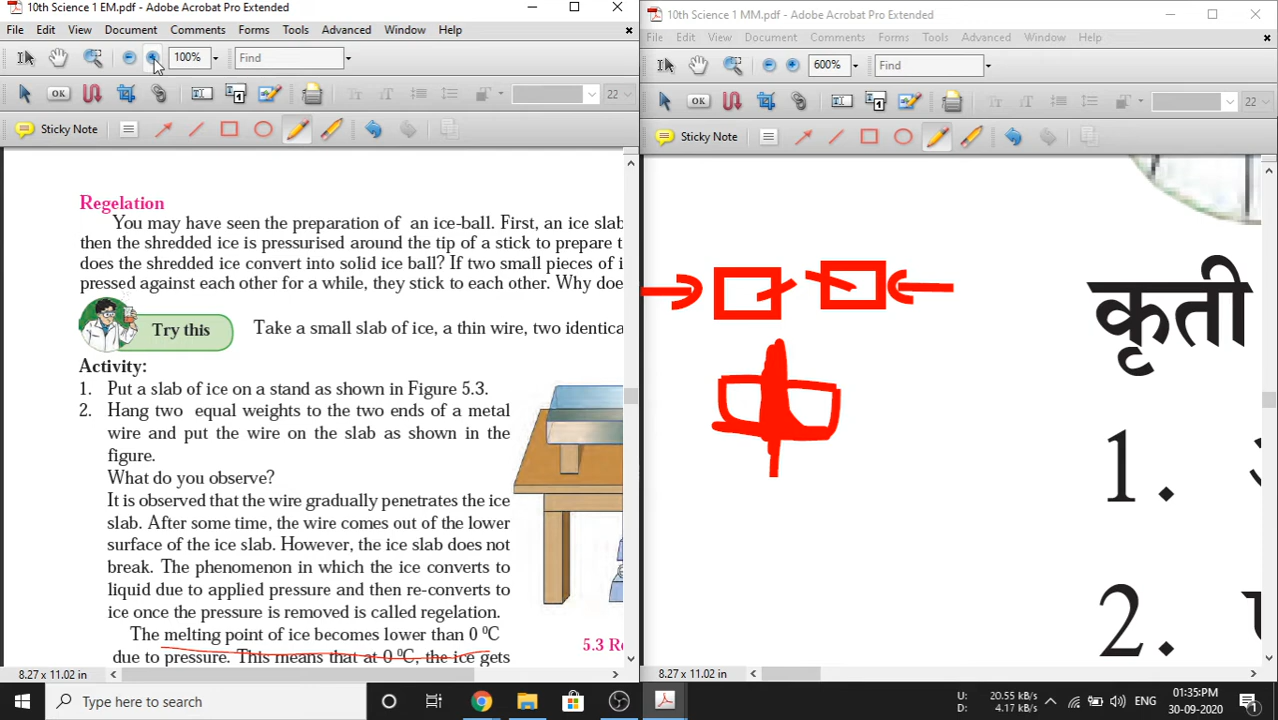 10th Science 1 EM.pdf - Adobe Acrobat Pro Extended
File Edit View Document Comments Forms Tools Advanced Window Help
100% Find
OK 22
Sticky Note
Regelation
You may have seen the preparation of an ice-ball. First, an ice slab
then the shredded ice is pressurised around the tip of a stick to prepare t
does the shredded ice convert into solid ice ball? If two small pieces of i
pressed against each other for a while, they stick to each other. Why doe
Try this Take a small slab of ice, a thin wire, two identica
Activity:
1. Put a slab of ice on a stand as shown in Figure 5.3.
2. Hang two equal weights to the two ends of a metal
wire and put the wire on the slab as shown in the
figure.
What do you observe?
It is observed that the wire gradually penetrates the ice
slab. After some time, the wire comes out of the lower
surface of the ice slab. However, the ice slab does not
break. The phenomenon in which the ice converts to
liquid due to applied pressure and then re-converts to
ice once the pressure is removed is called regelation.
The melting point of ice becomes lower than 0 ⁰C
due to pressure. This means that at 0 ⁰C, the ice gets
5.3 R
8.27 x 11.02 in
10th Science 1 MM.pdf - Adobe Acrobat Pro Extended
File Edit View Document Comments Forms Tools Advanced Window Help
600% Find
OK 22
Sticky Note
कृती
1.
2.
8.27 x 11.02 in
Type here to search
U: 20.55 kB/s
D: 4.17 kB/s
ENG
01:35:PM
30-09-2020
1